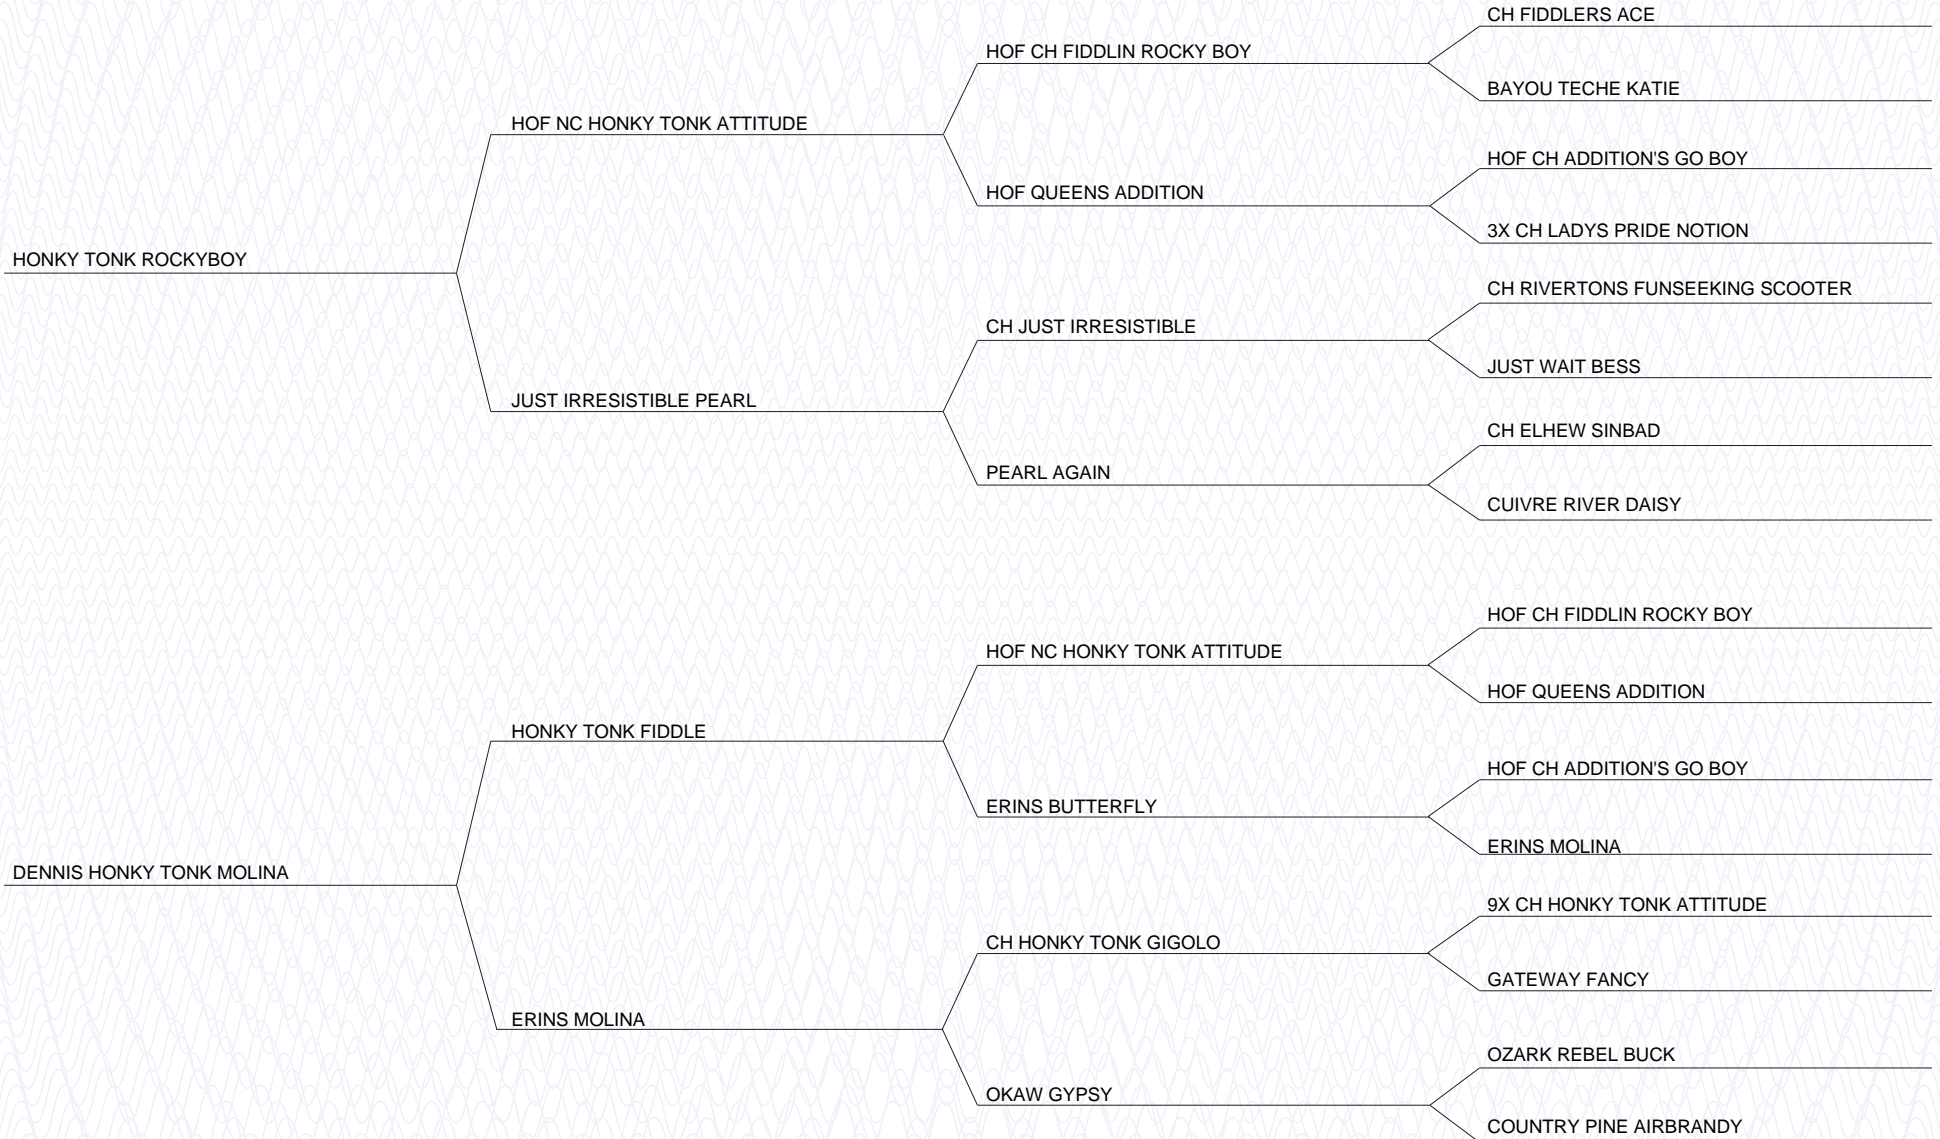 CH FIDDLERS ACE
HOF CH FIDDLIN ROCKY BOY
BAYOU TECHE KATIE
HOF NC HONKY TONK ATTITUDE
HOF CH ADDITION'S GO BOY
HOF QUEENS ADDITION
3X CH LADYS PRIDE NOTION
HONKY TONK ROCKYBOY
CH RIVERTONS FUNSEEKING SCOOTER
CH JUST IRRESISTIBLE
JUST WAIT BESS
JUST IRRESISTIBLE PEARL
CH ELHEW SINBAD
PEARL AGAIN
CUIVRE RIVER DAISY
HOF CH FIDDLIN ROCKY BOY
HOF NC HONKY TONK ATTITUDE
HOF QUEENS ADDITION
HONKY TONK FIDDLE
HOF CH ADDITION'S GO BOY
ERINS BUTTERFLY
ERINS MOLINA
DENNIS HONKY TONK MOLINA
9X CH HONKY TONK ATTITUDE
CH HONKY TONK GIGOLO
GATEWAY FANCY
ERINS MOLINA
OZARK REBEL BUCK
OKAW GYPSY
COUNTRY PINE AIRBRANDY